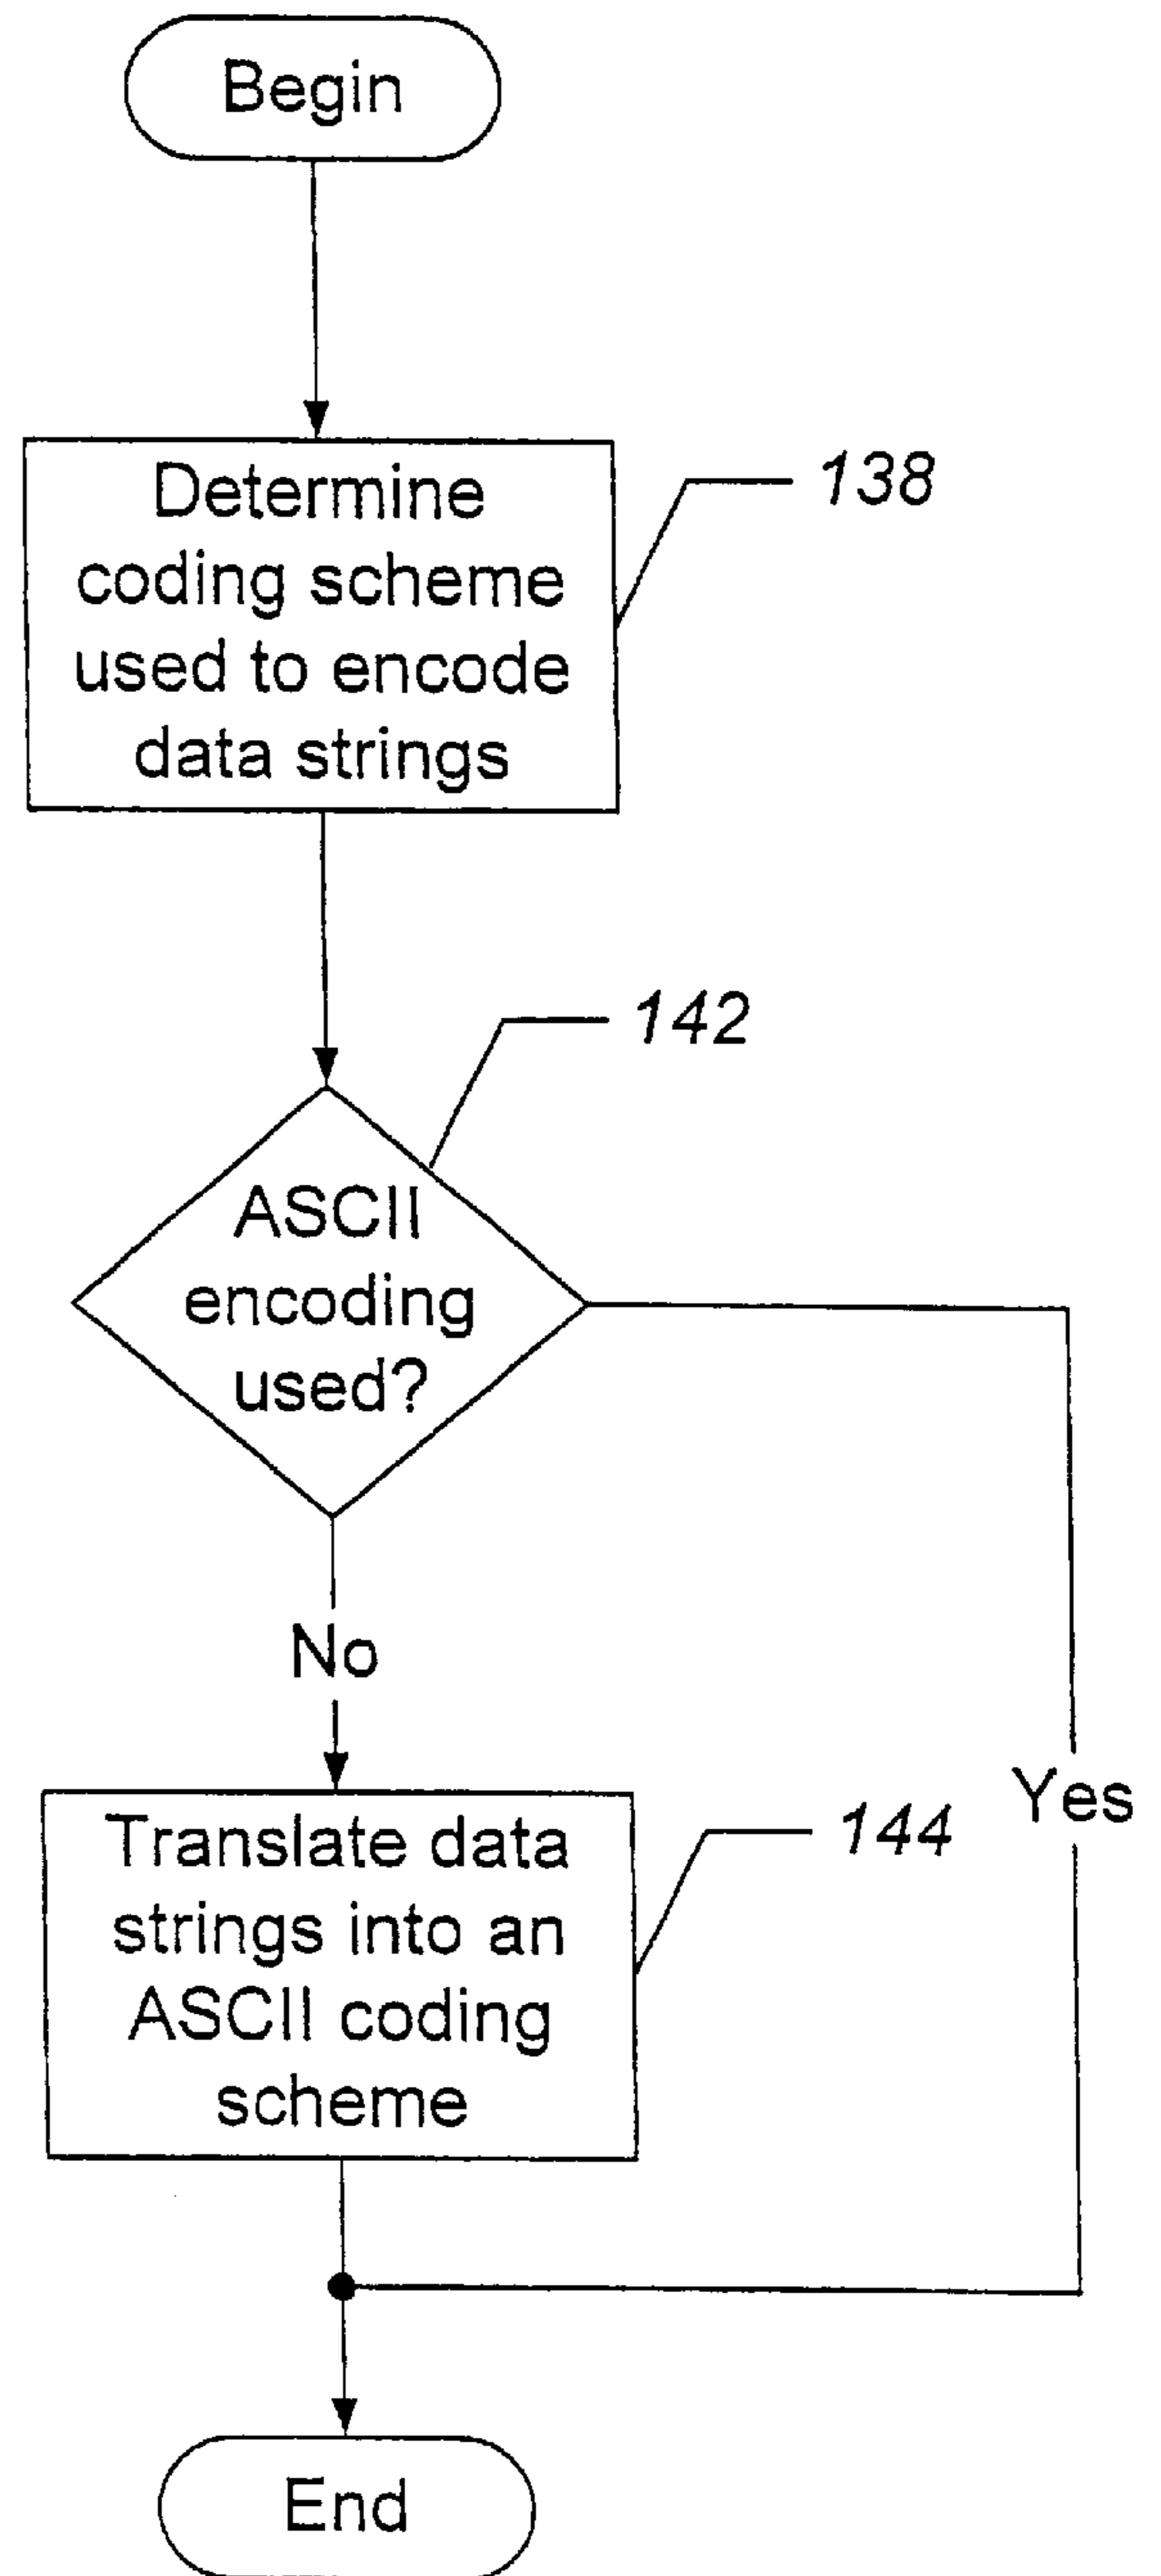 Begin
Determine
coding scheme
used to encode
data strings
138
142
ASCII
encoding
used?
No
Yes
Translate data
strings into an
ASCII coding
scheme
144
End